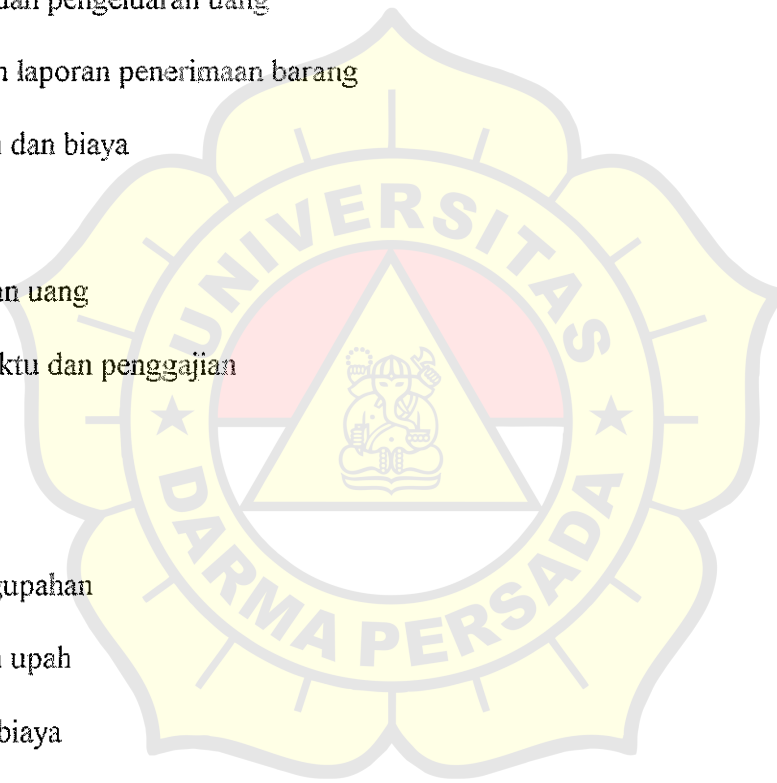 dan pengeluaran uang
n laporan penerimaan barang
dan biaya
an uang
ktu dan penggajian
gupahan
upah
biaya
UNIVERSITAS
DARMA PERSADA